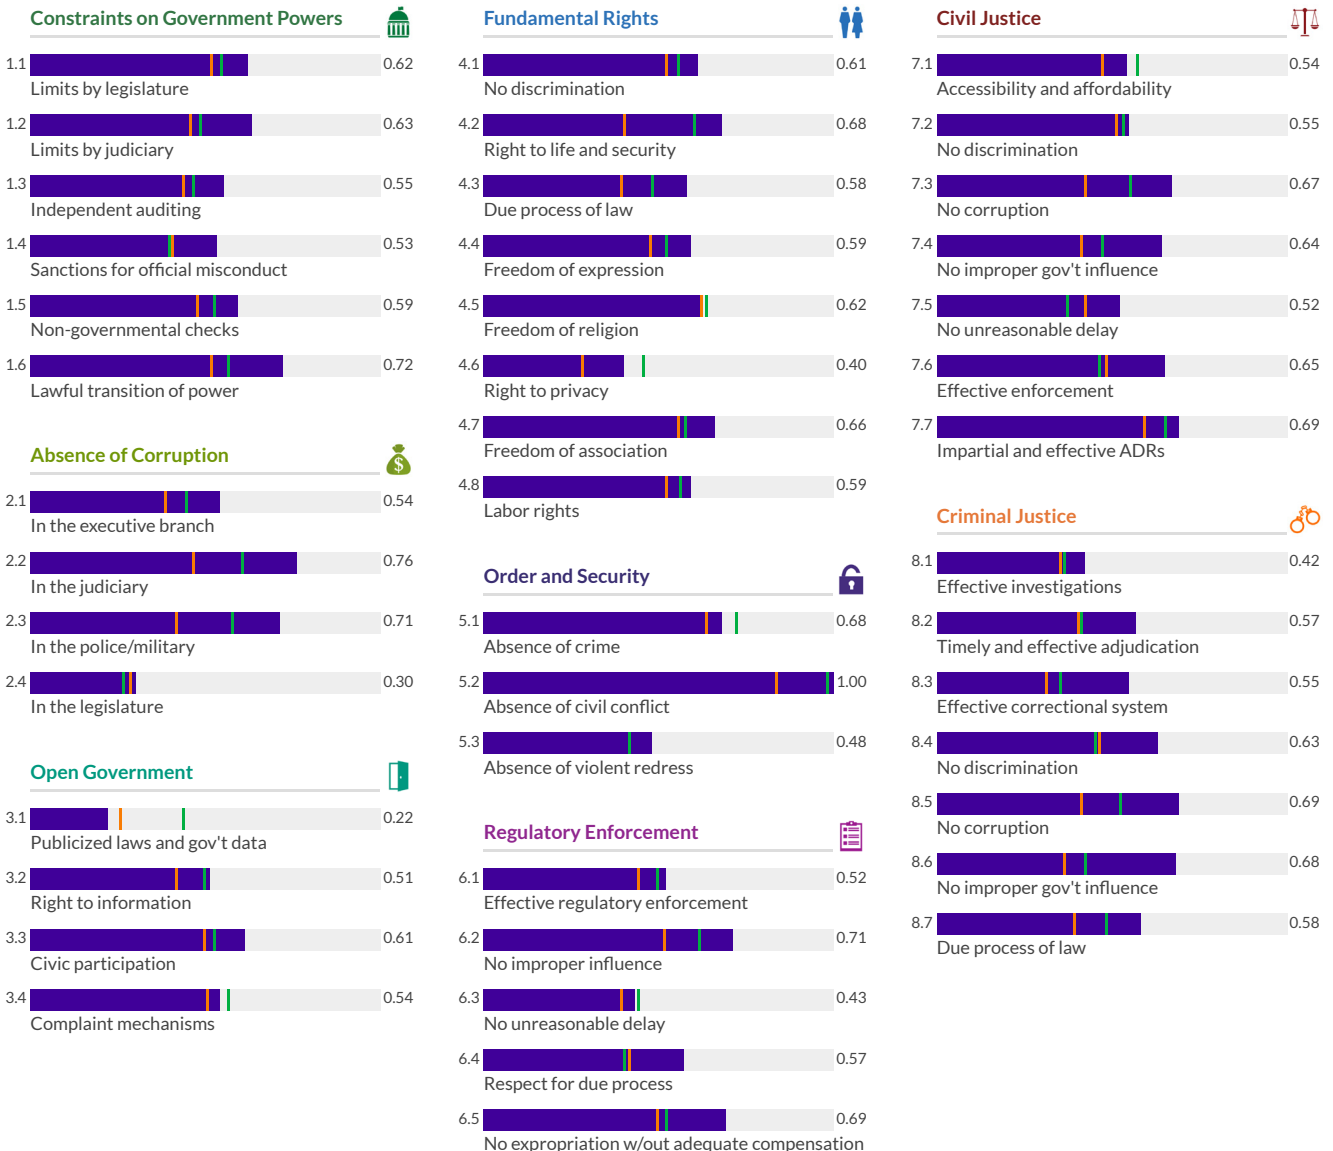 Constraints on Government Powers
1.1 0.62
Limits by legislature
1.2 0.63
Limits by judiciary
1.3 0.55
Independent auditing
1.4 0.53
Sanctions for official misconduct
1.5 0.59
Non-governmental checks
1.6 0.72
Lawful transition of power
Absence of Corruption
$
2.1 0.54
In the executive branch
2.2 0.76
In the judiciary
2.3 0.71
In the police/military
2.4 0.30
In the legislature
Open Government
3.1 0.22
Publicized laws and gov't data
3.2 0.51
Right to information
3.3 0.61
Civic participation
3.4 0.54
Complaint mechanisms
Fundamental Rights
4.1 0.61
No discrimination
4.2 0.68
Right to life and security
4.3 0.58
Due process of law
4.4 0.59
Freedom of expression
4.5 0.62
Freedom of religion
4.6 0.40
Right to privacy
4.7 0.66
Freedom of association
4.8 0.59
Labor rights
Order and Security
5.1 0.68
Absence of crime
5.2 1.00
Absence of civil conflict
5.3 0.48
Absence of violent redress
Regulatory Enforcement
6.1 0.52
Effective regulatory enforcement
6.2 0.71
No improper influence
6.3 0.43
No unreasonable delay
6.4 0.57
Respect for due process
6.5 0.69
No expropriation w/out adequate compensation
Civil Justice
7.1 0.54
Accessibility and affordability
7.2 0.55
No discrimination
7.3 0.67
No corruption
7.4 0.64
No improper gov't influence
7.5 0.52
No unreasonable delay
7.6 0.65
Effective enforcement
7.7 0.69
Impartial and effective ADRs
Criminal Justice
8.1 0.42
Effective investigations
8.2 0.57
Timely and effective adjudication
8.3 0.55
Effective correctional system
8.4 0.63
No discrimination
8.5 0.69
No corruption
8.6 0.68
No improper gov't influence
8.7 0.58
Due process of law